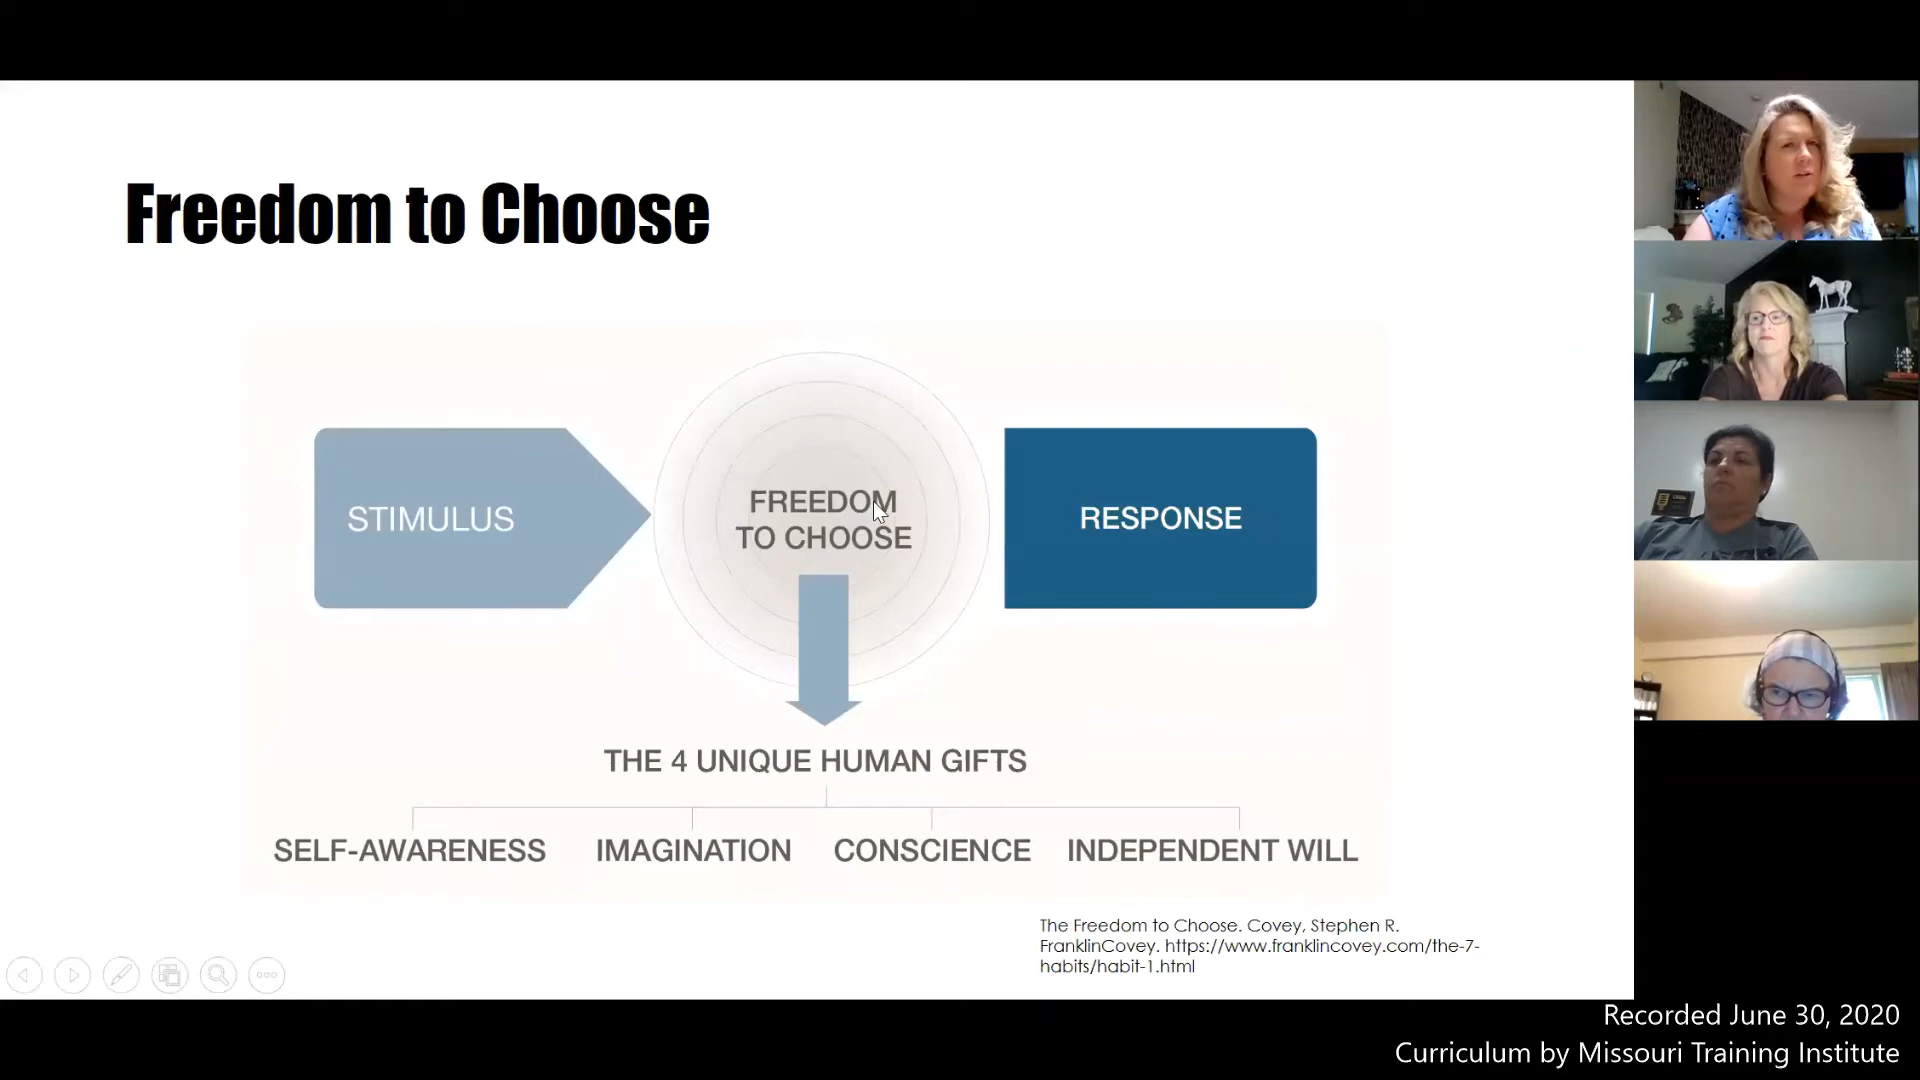 Freedom to Choose
STIMULUS
FREEDOM
TO CHOOSE
RESPONSE
THE 4 UNIQUE HUMAN GIFTS
SELF-AWARENESS IMAGINATION CONSCIENCE INDEPENDENT WILL
The Freedom to Choose. Covey, Stephen R.
FranklinCovey. https://www.franklincovey.com/the-7-
habits/habit-1.html
Recorded June 30, 2020
Curriculum by Missouri Training Institute